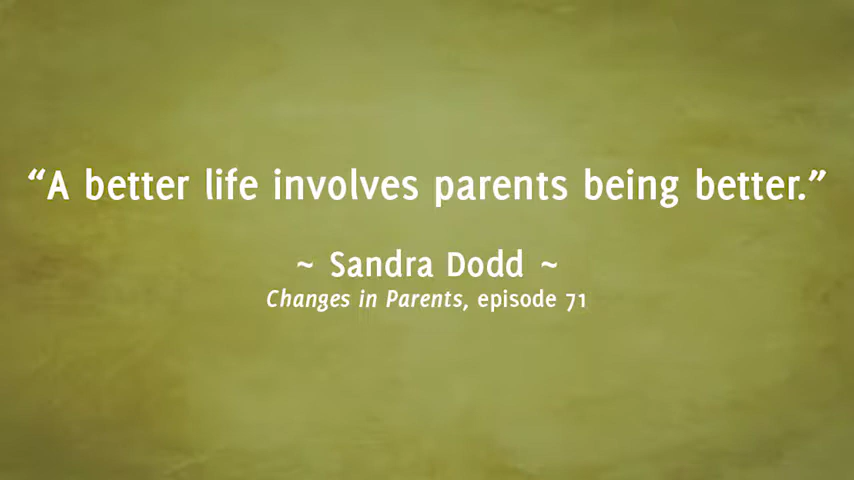 “A better life involves parents being better.”
~ Sandra Dodd ~
Changes in Parents, episode 71